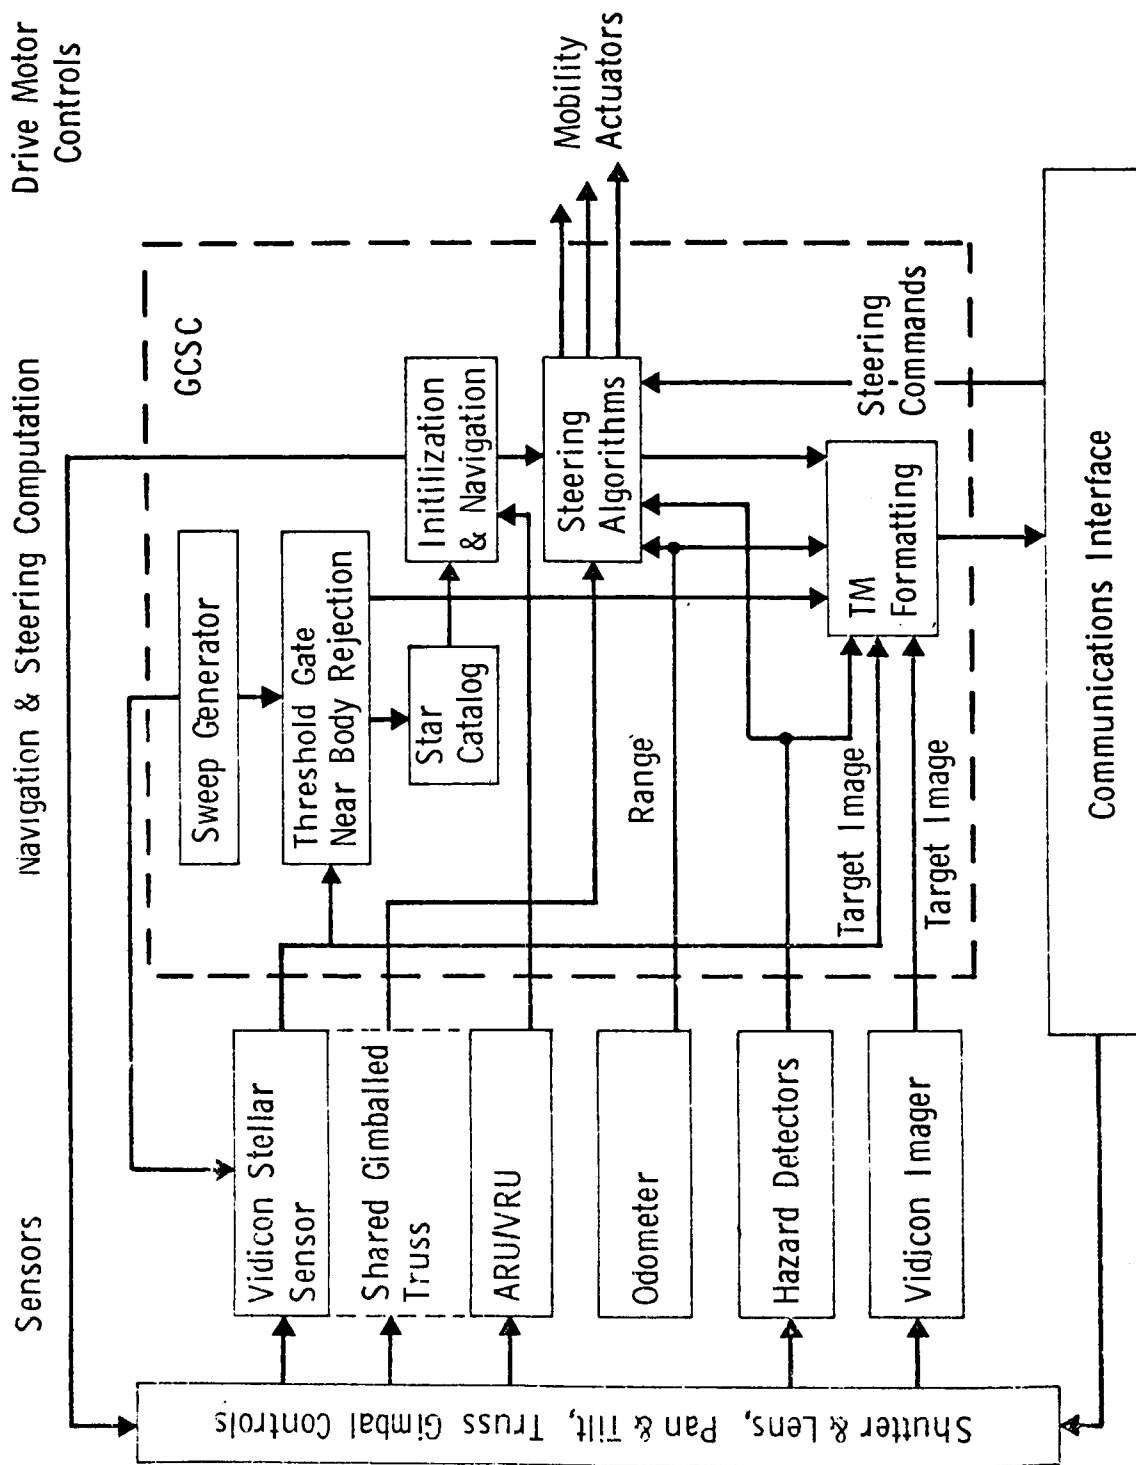 Sensors
Navigation & Steering Computation
Drive Motor
Controls
GCSC
Sweep Generator
Vidicon Stellar
Sensor
Threshold Gate
Near Body Rejection
Shared Gimballed
Truss
Star
Catalog
Initilization
& Navigation
ARU/VRU
Steering
Algorithms
Mobility
Actuators
Odometer
Range
Hazard Detectors
Target Image
TM
Formatting
Steering
Commands
Vidicon Imager
Target Image
Shutter & Lens, Pan & Tilt, Truss Gimbal Controls
Communications Interface